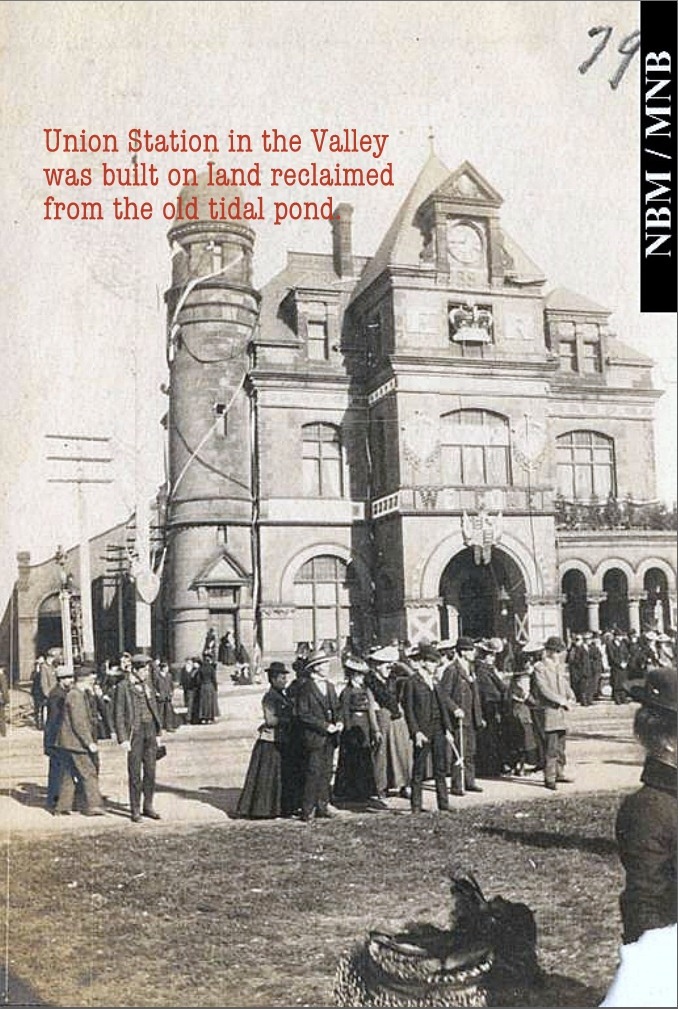 79
NBM / MNB
Union Station in the Valley
was built on land reclaimed
from the old tidal pond.